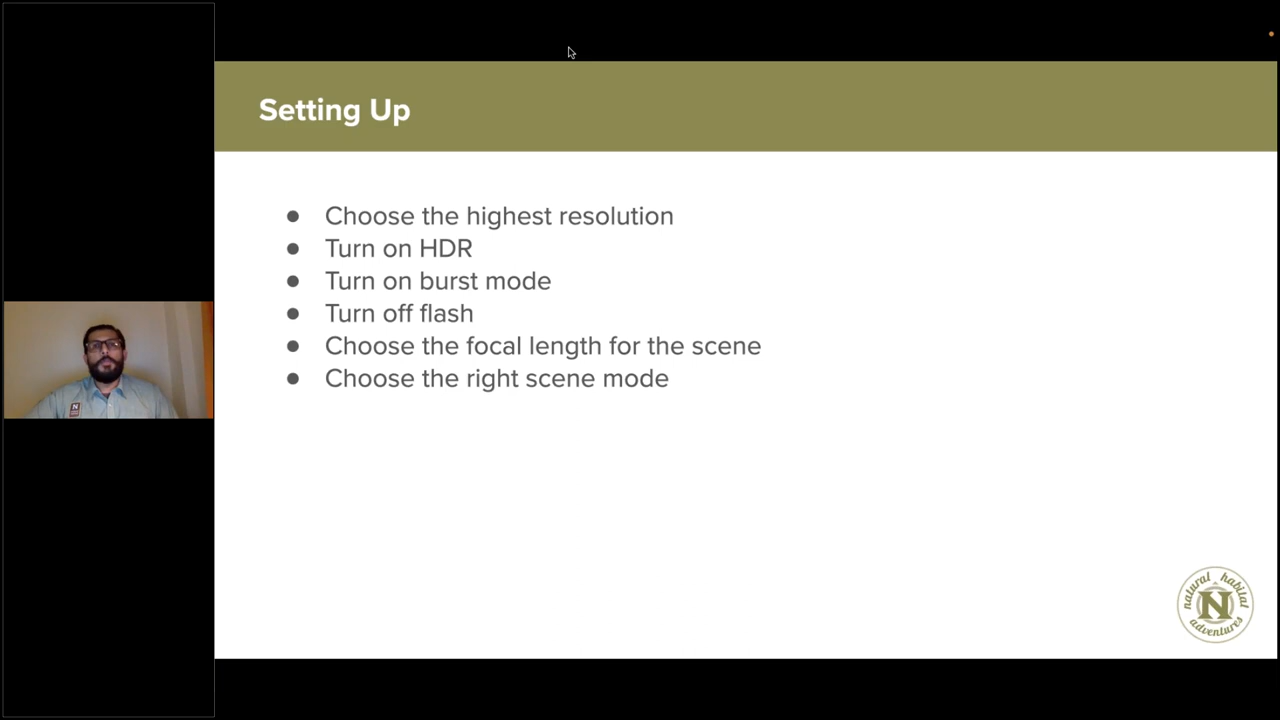 Setting Up
● Choose the highest resolution
● Turn on HDR
● Turn on burst mode
● Turn off flash
● Choose the focal length for the scene
● Choose the right scene mode
natural habitat
N
adventures
N